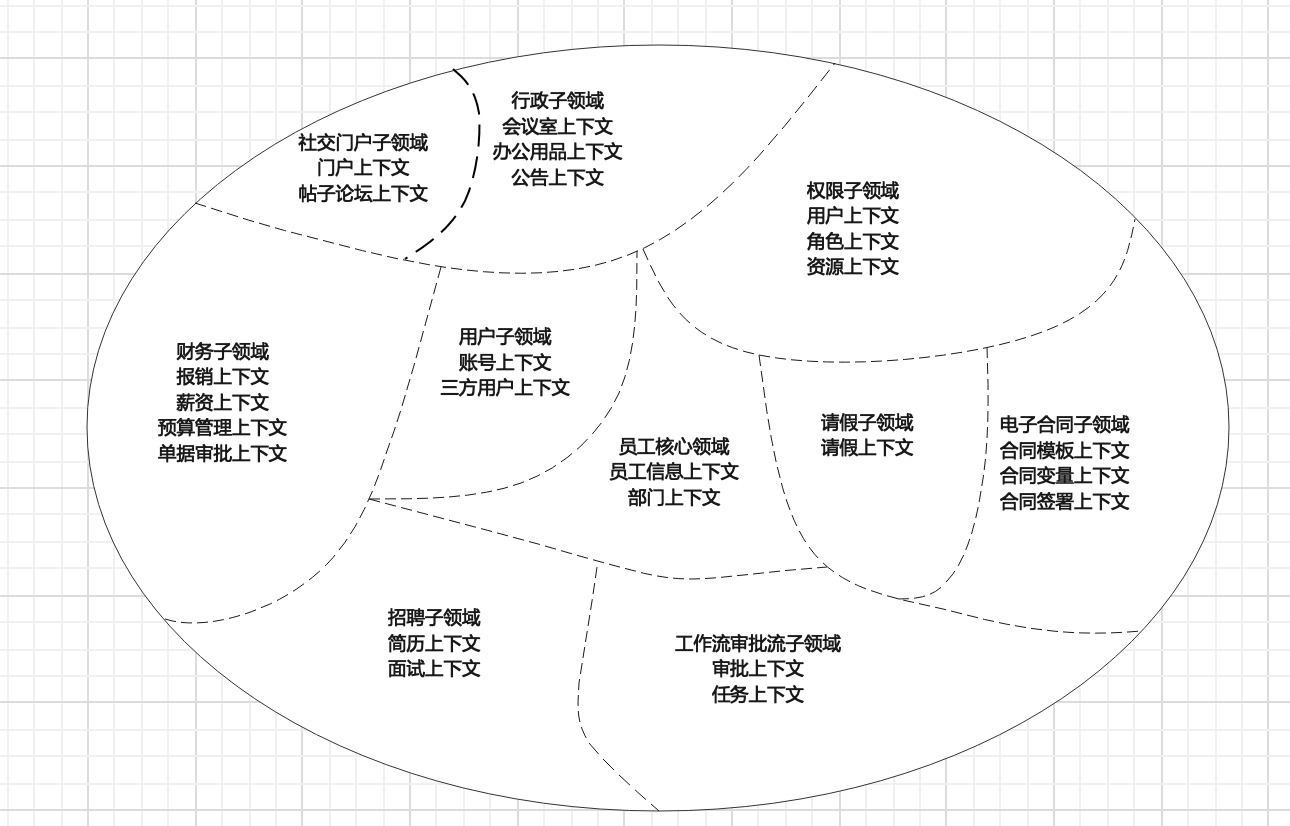 社交门户子领域
门户上下文
帖子论坛上下文
行政子领域
会议室上下文
办公用品上下文
公告上下文
权限子领域
用户上下文
角色上下文
资源上下文
财务子领域
报销上下文
薪资上下文
预算管理上下文
单据审批上下文
用户子领域
账号上下文
三方用户上下文
员工核心领域
员工信息上下文
部门上下文
请假子领域
请假上下文
电子合同子领域
合同模板上下文
合同变量上下文
合同签署上下文
招聘子领域
简历上下文
面试上下文
工作流审批流子领域
审批上下文
任务上下文